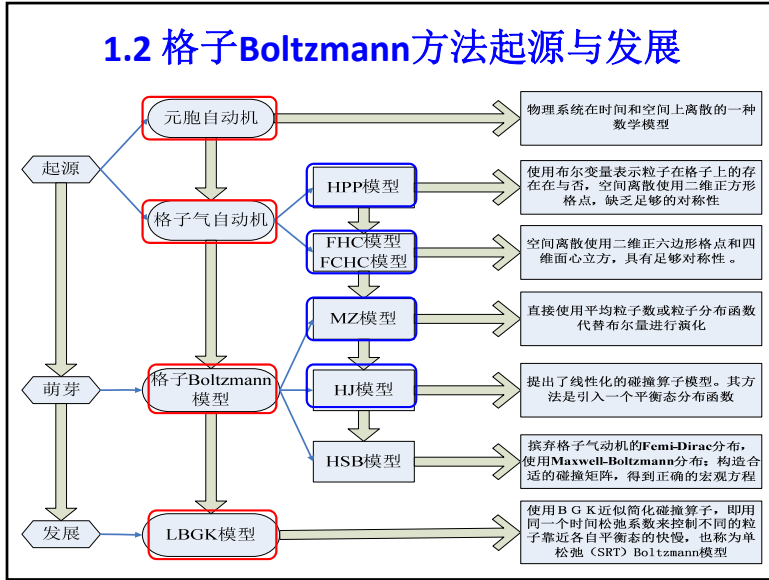 1.2 格子Boltzmann方法起源与发展
元胞自动机
物理系统在时间和空间上离散的一种
数学模型
起源
格子气自动机
HPP模型
使用布尔变量表示粒子在格子上的存
在在与否，空间离散使用二维正方形
格点，缺乏足够的对称性
FHC模型
FCHC模型
空间离散使用二维正六边形格点和四
维面心立方，具有足够对称性 。
MZ模型
直接使用平均粒子数或粒子分布函数
代替布尔量进行演化
萌芽
格子Boltzmann
模型
HJ模型
提出了线性化的碰撞算子模型。其方
法是引入一个平衡态分布函数
HSB模型
摈弃格子气动机的Femi-Dirac分布，
使用Maxwell-Boltzmann分布；构造合
适的碰撞矩阵，得到正确的宏观方程
发展
LBGK模型
使用ＢＧＫ近似简化碰撞算子，即用
同一个时间松弛系数来控制不同的粒
子靠近各自平衡态的快慢，也称为单
松弛（SRT）Boltzmann模型